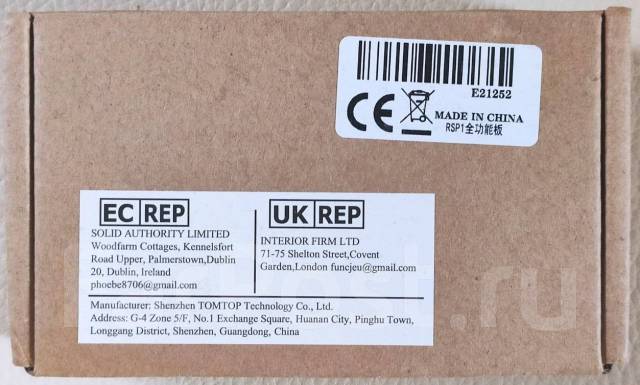 E21252
CE
MADE IN CHINA
RSP1全功能板
EC REP
SOLID AUTHORITY LIMITED
Woodfarm Cottages, Kennelsfort
Road Upper, Palmerstown,Dublin
20, Dublin, Ireland
phoebe8706@gmail.com
UK REP
INTERIOR FIRM LTD
71-75 Shelton Street,Covent
Garden,London funcjeu@gmail.com
Manufacturer: Shenzhen TOMTOP Technology Co., Ltd.
Address: G-4 Zone 5/F, No.1 Exchange Square, Huanan City, Pinghu Town,
Longgang District, Shenzhen, Guangdong, China